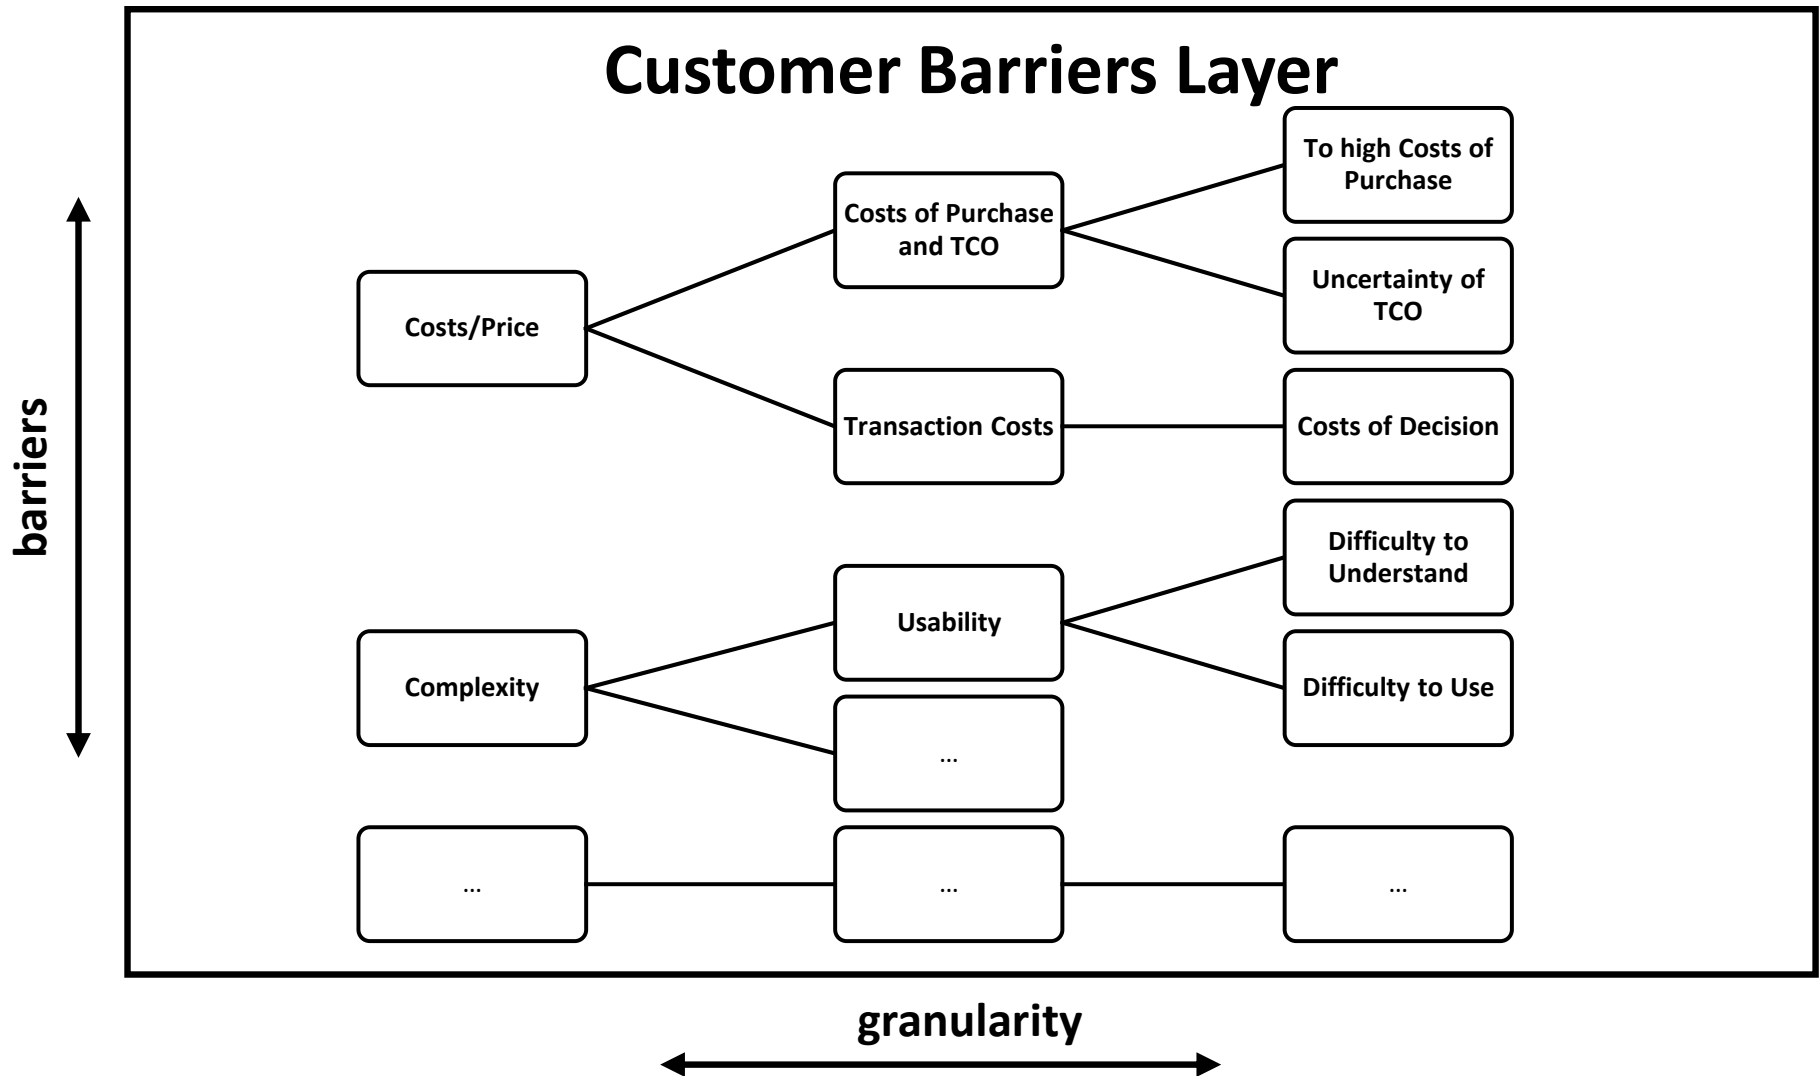 Customer Barriers Layer
To high Costs of
Purchase
Costs of Purchase
and TCO
Uncertainty of
TCO
Costs/Price
Transaction Costs
Costs of Decision
Difficulty to
Understand
Usability
Complexity
Difficulty to Use
...
...
...
...
barriers
granularity